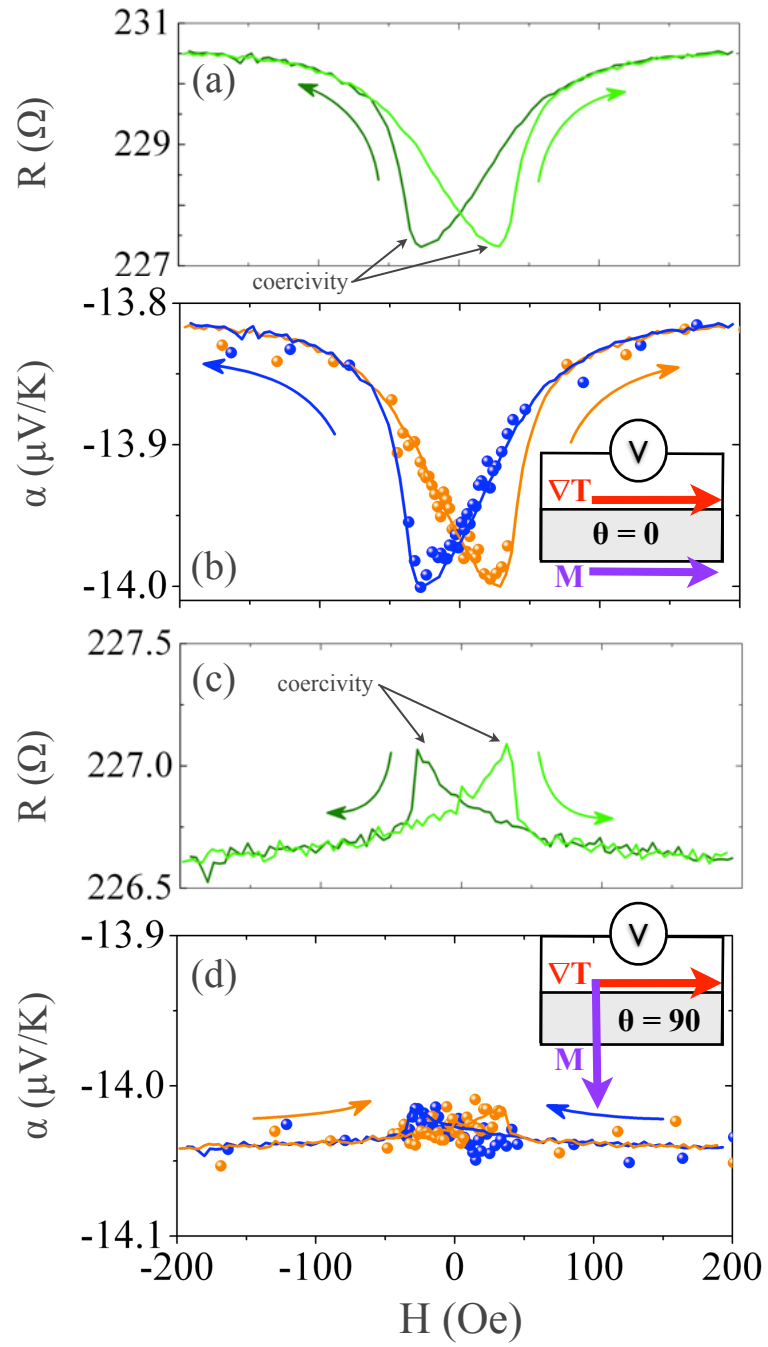 231
(a)
R (Ω)
229
227
coercivity
-13.8
α (μV/K)
-13.9
V
∇T
θ = 0
M
(b)
-14.0
227.5
(c)
coercivity
R (Ω)
227.0
226.5
-13.9
(d)
V
∇T
θ = 90
M
α (μV/K)
-14.0
-14.1
-200 -100 0 100 200
H (Oe)